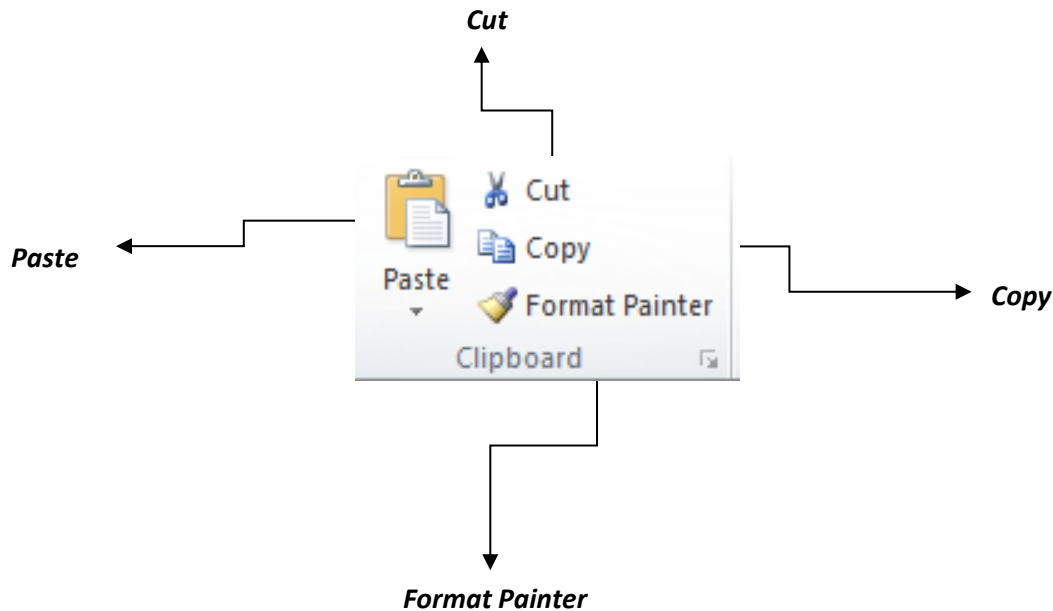 Cut
Cut
Copy
Paste
Format Painter
Clipboard
Paste
Copy
Format Painter